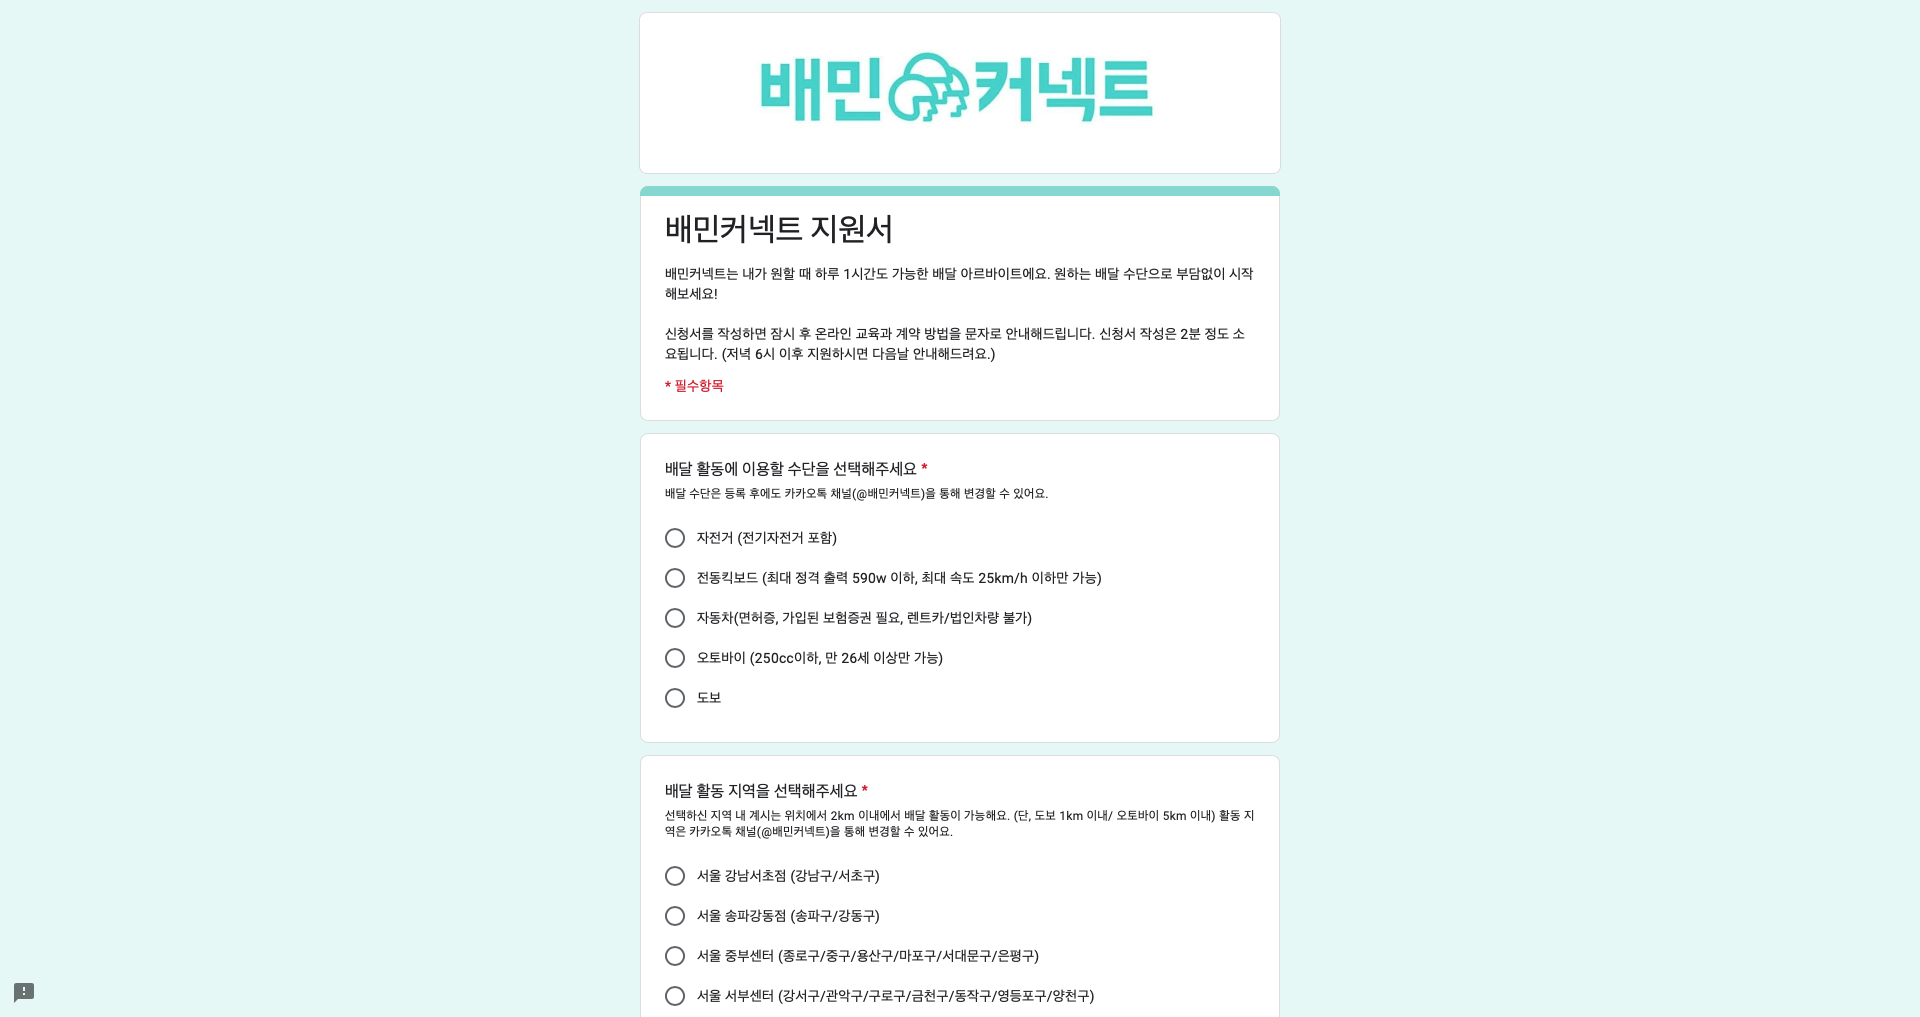 배민커넥트
배민커넥트 지원서
배민커넥트는 내가 원할 때 하루 1시간도 가능한 배달 아르바이트에요. 원하는 배달 수단으로 부담없이 시작
해보세요!
신청서를 작성하면 잠시 후 온라인 교육과 계약 방법을 문자로 안내해드립니다. 신청서 작성은 2분 정도 소
요됩니다. (저녁 6시 이후 지원하시면 다음날 안내해드려요.)
* 필수항목
배달 활동에 이용할 수단을 선택해주세요 *
배달 수단은 등록 후에도 카카오톡 채널(@배민커넥트)을 통해 변경할 수 있어요.
자전거 (전기자전거 포함)
전동킥보드 (최대 정격 출력 590w 이하, 최대 속도 25km/h 이하만 가능)
자동차(면허증, 가입된 보험증권 필요, 렌트카/법인차량 불가)
오토바이 (250cc이하, 만 26세 이상만 가능)
도보
배달 활동 지역을 선택해주세요 *
선택하신 지역 내 계시는 위치에서 2km 이내에서 배달 활동이 가능해요. (단, 도보 1km 이내/ 오토바이 5km 이내) 활동 지
역은 카카오톡 채널(@배민커넥트)을 통해 변경할 수 있어요.
서울 강남서초점 (강남구/서초구)
서울 송파강동점 (송파구/강동구)
서울 중부센터 (종로구/중구/용산구/마포구/서대문구/은평구)
서울 서부센터 (강서구/관악구/구로구/금천구/동작구/영등포구/양천구)